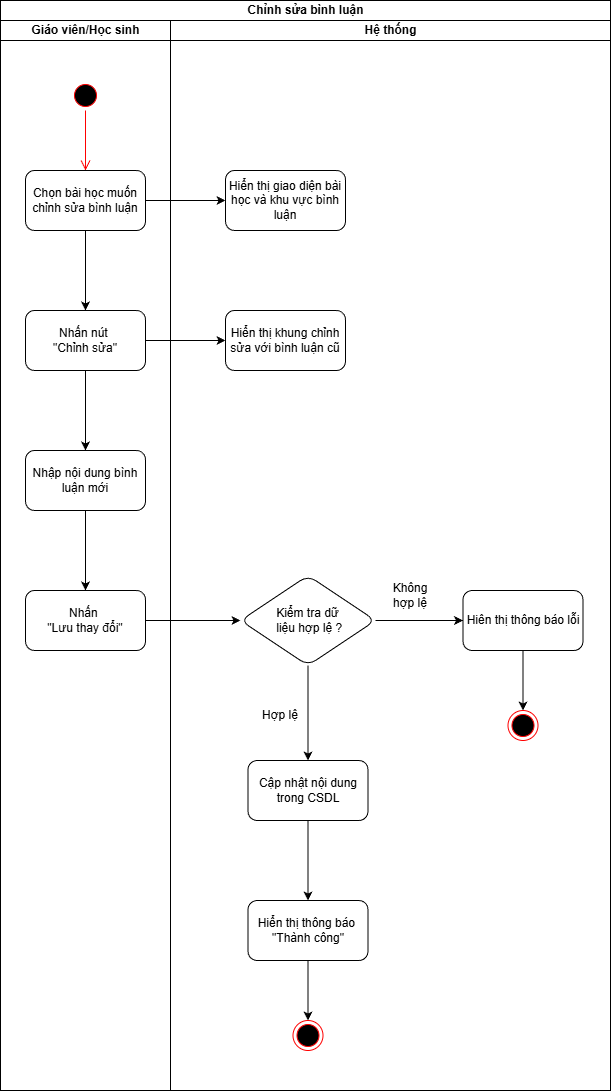 Chỉnh sửa bình luận
Giáo viên/Học sinh
Hệ thống
Chọn bài học muốn
chỉnh sửa bình luận
Hiển thị giao diện bài
học và khu vực bình
luận
Nhấn nút
"Chỉnh sửa"
Hiển thị khung chỉnh
sửa với bình luận cũ
Nhập nội dung bình
luận mới
Nhấn
"Lưu thay đổi"
Kiểm tra dữ
liệu hợp lệ ?
Không
hợp lệ
Hiên thị thông báo lỗi
Hợp lệ
Cập nhật nội dung
trong CSDL
Hiển thị thông báo
"Thành công"